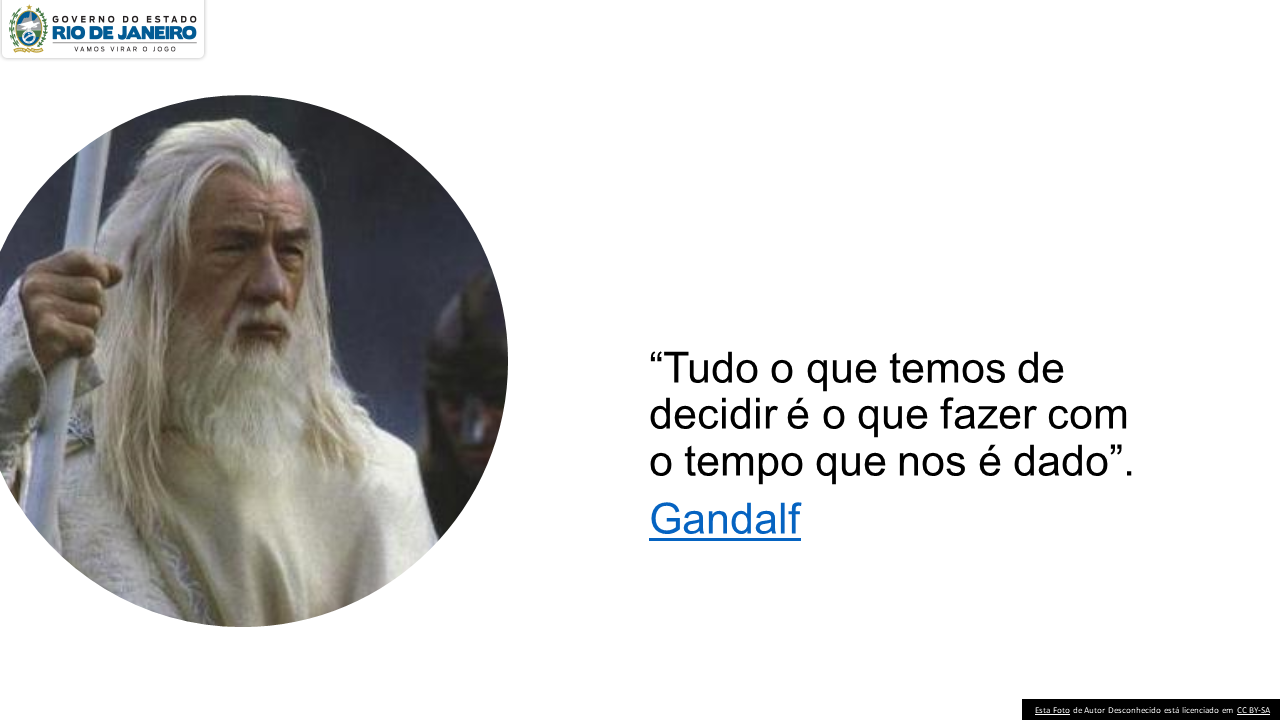 GOVERNO DO ESTADO
RIO DE JANEIRO
VAMOS VIRAR O JOGO
“Tudo o que temos de
decidir é o que fazer com
o tempo que nos é dado”.
Gandalf
Esta Foto de Autor Desconhecido está licenciado em CC BY-SA